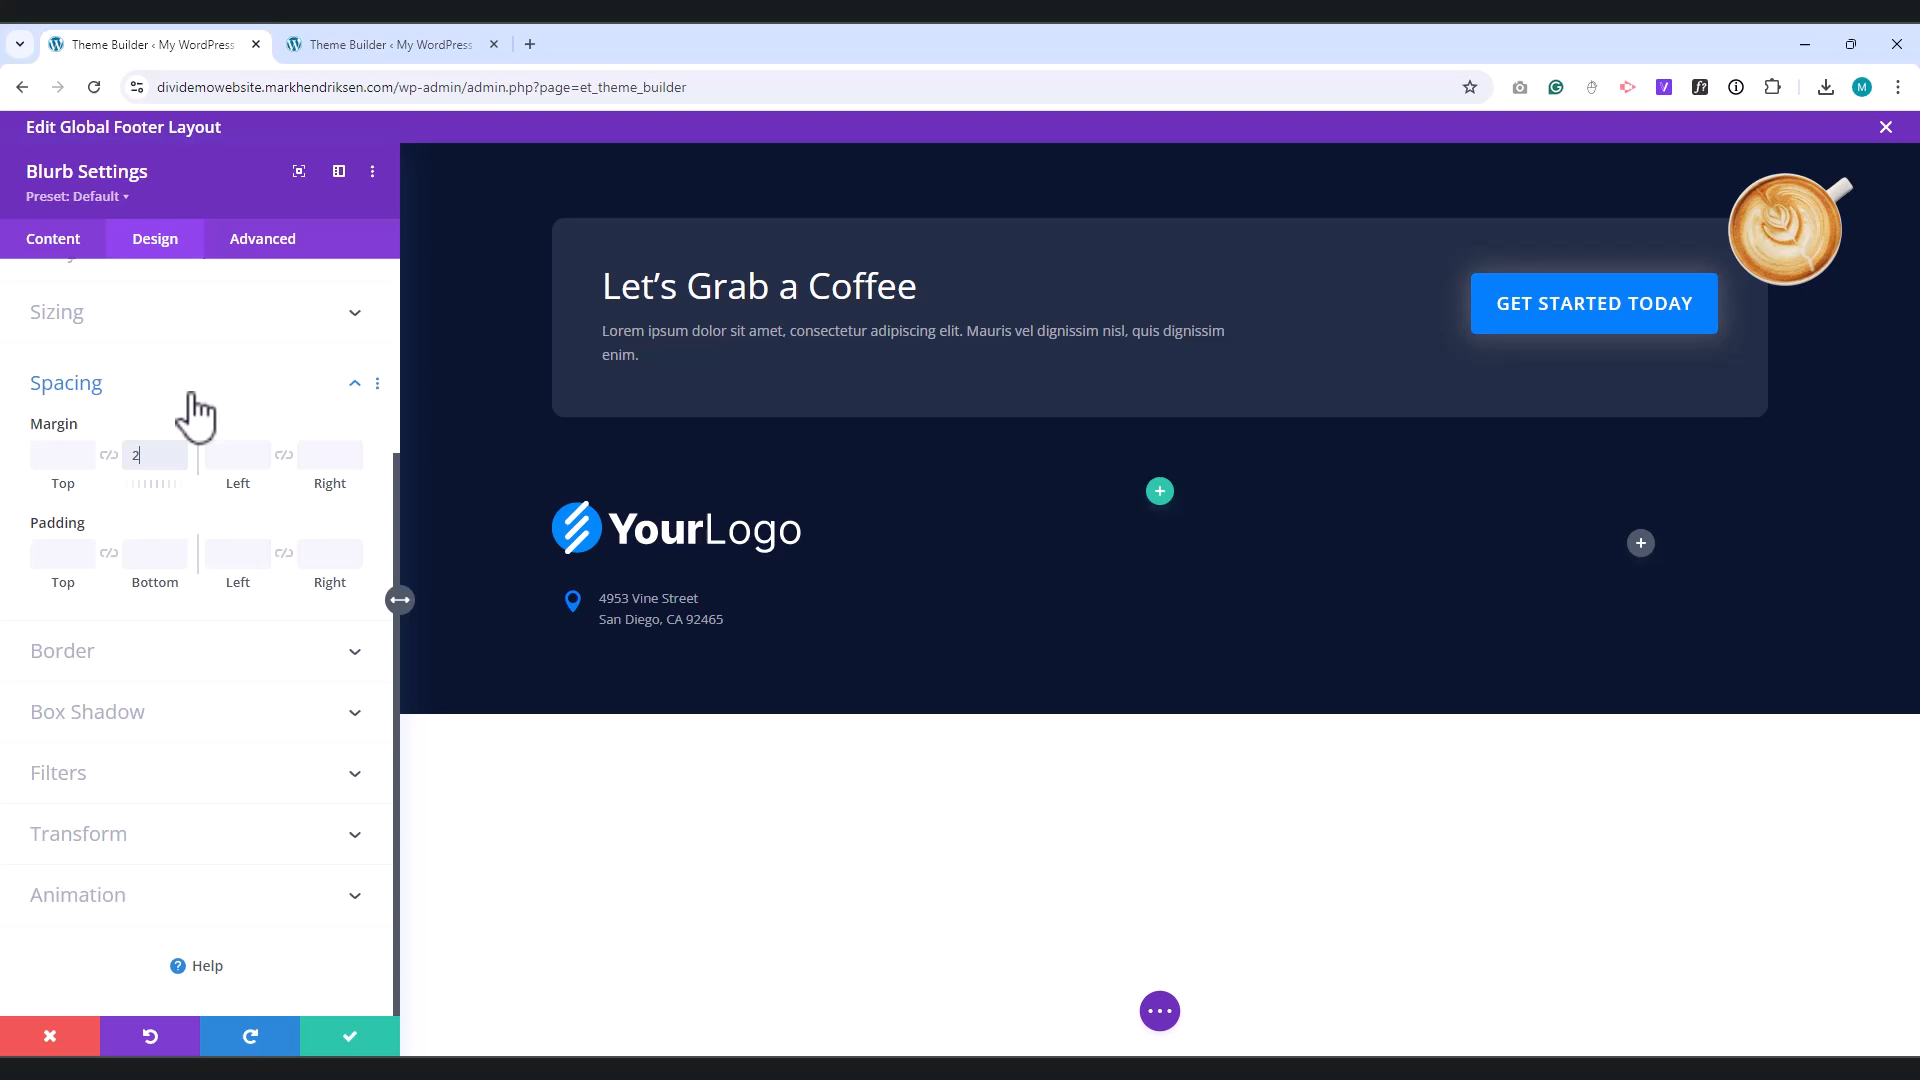 Theme Builder ‹ My WordPress
Theme Builder ‹ My WordPress
dividemowebsite.markhendriksen.com/wp-admin/admin.php?page=et_theme_builder
M
Edit Global Footer Layout
Blurb Settings
Preset: Default
Content
Design
Advanced
Sizing
Spacing
Margin
2
Top
Left
Right
Padding
Top
Bottom
Left
Right
Border
Box Shadow
Filters
Transform
Animation
Help
Let’s Grab a Coffee
Lorem ipsum dolor sit amet, consectetur adipiscing elit. Mauris vel dignissim nisl, quis dignissim
enim.
GET STARTED TODAY
YourLogo
4953 Vine Street
San Diego, CA 92465